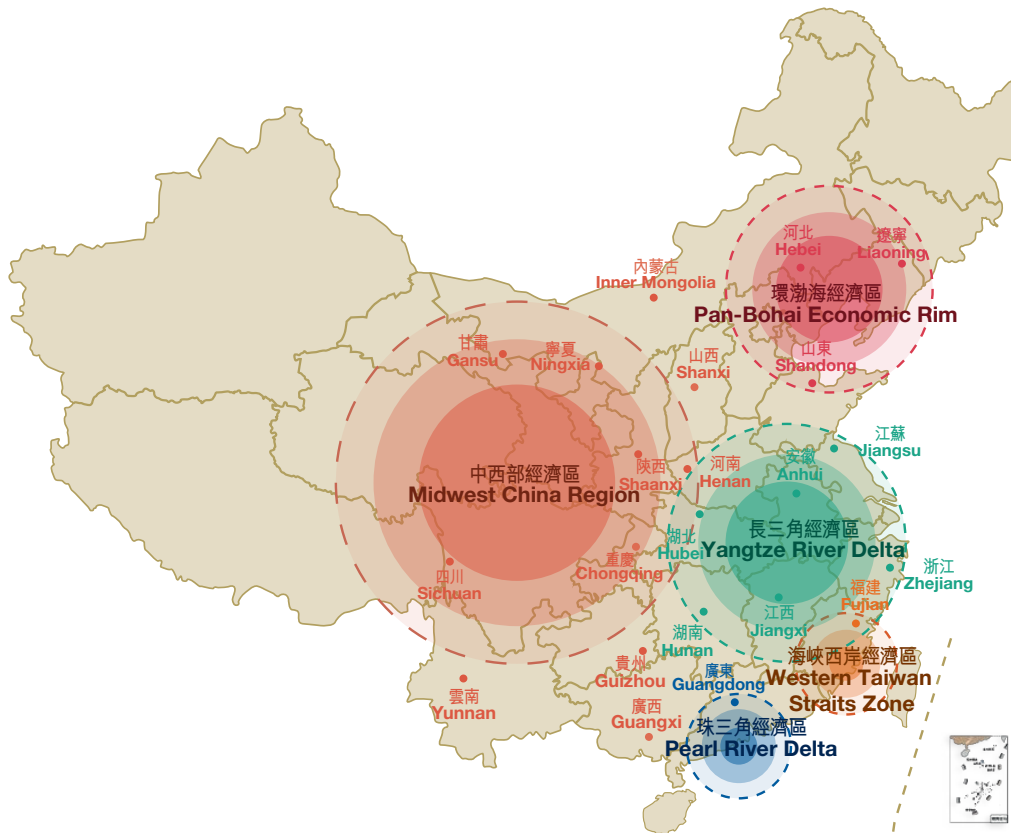 河北
Hebei
遼寧
Liaoning
內蒙古
Inner Mongolia
環渤海經濟區
Pan-Bohai Economic Rim
甘肅
Gansu
寧夏
Ningxia
山西
Shanxi
山東
Shandong
江蘇
Jiangsu
安徽
Anhui
陝西
Shaanxi
河南
Henan
中西部經濟區
Midwest China Region
長三角經濟區
Yangtze River Delta
湖北
Hubei
重慶
Chongqing
四川
Sichuan
浙江
Zhejiang
福建
Fujian
江西
Jiangxi
湖南
Hunan
海峽西岸經濟區
Western Taiwan
Straits Zone
貴州
Guizhou
廣東
Guangdong
雲南
Yunnan
廣西
Guangxi
珠三角經濟區
Pearl River Delta